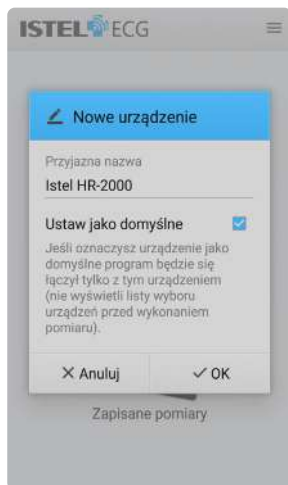 ISTEL ECG
Nowe urządzenie
Przyjazna nazwa
Istel HR-2000
Ustaw jako domyślne
Jeśli oznaczysz urządzenie jako
domyślne program będzie się
łączył tylko z tym urządzeniem
(nie wyświetli listy wyboru
urządzeń przed wykonaniem
pomiaru).
Anuluj OK
Zapisane pomiary